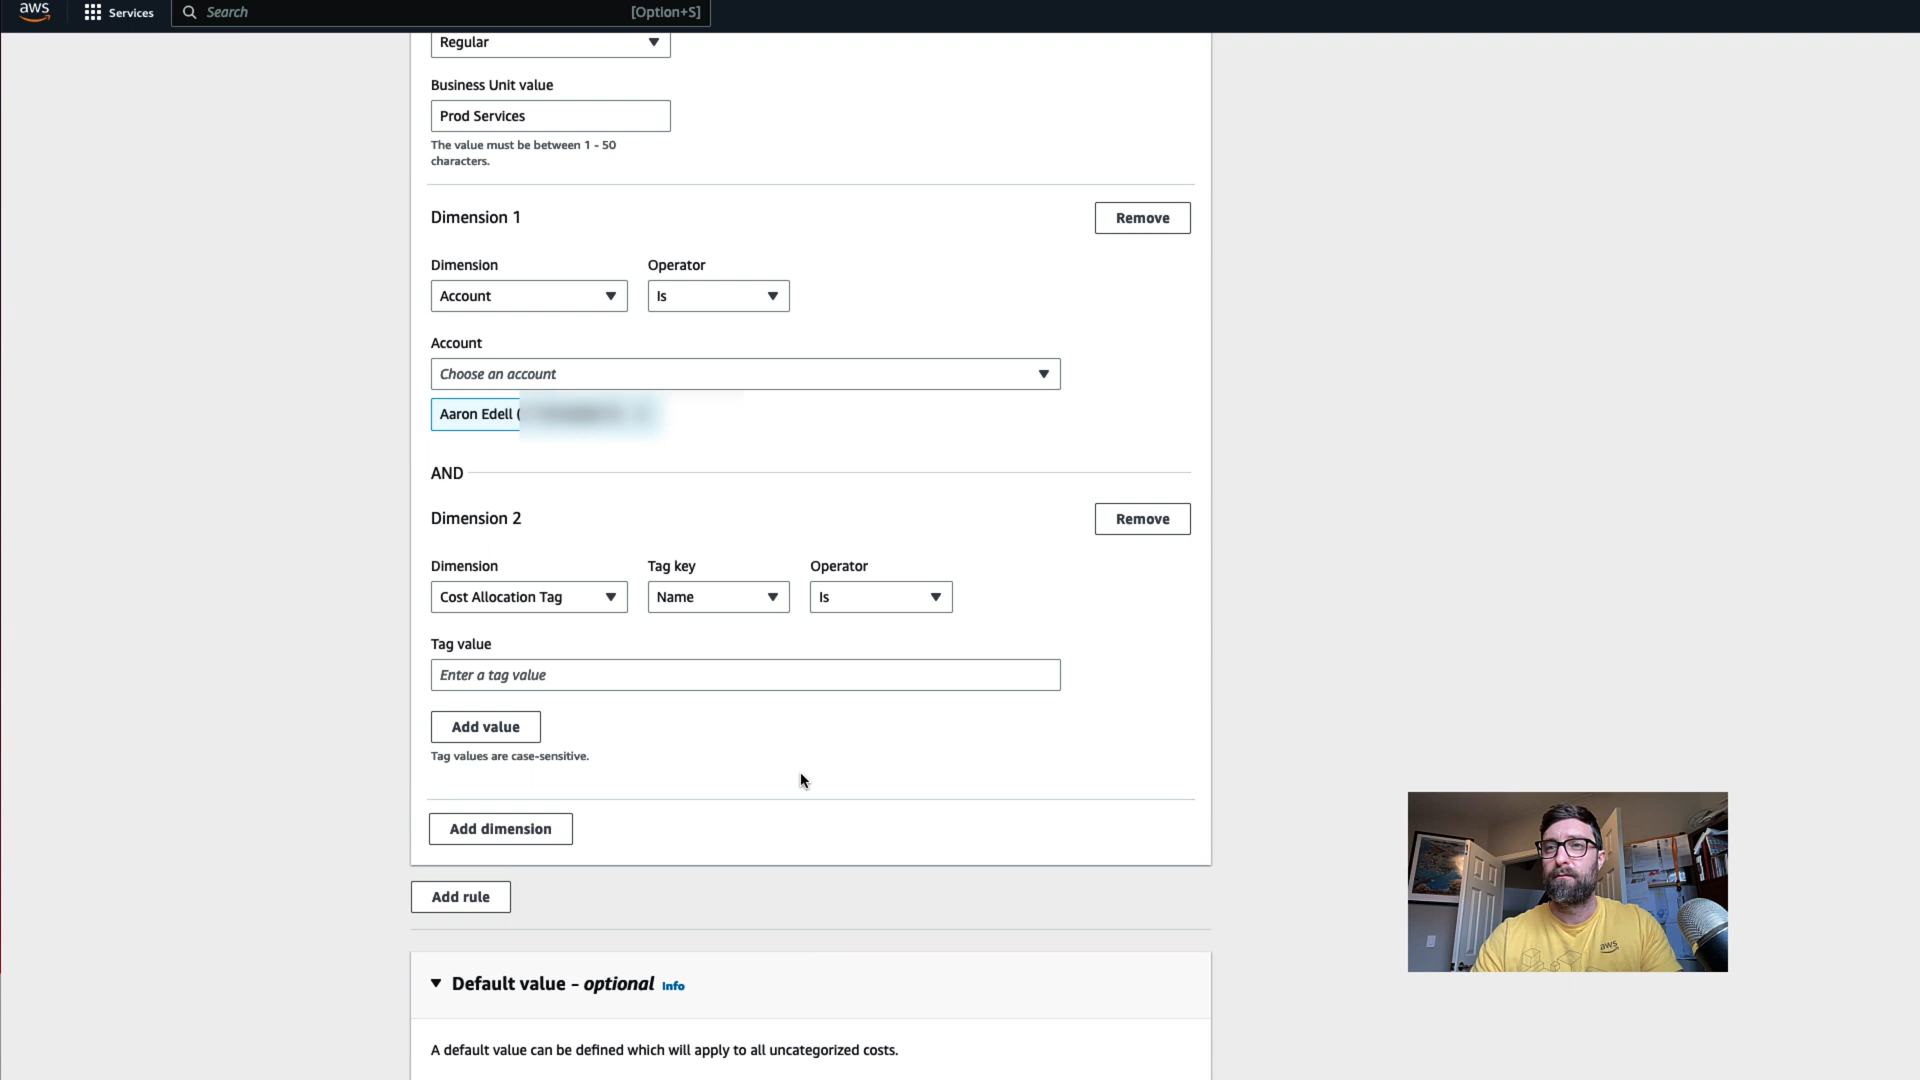 aws
Services
Search
[Option+S]
Regular
Business Unit value
Prod Services
The value must be between 1 - 50
characters.
Dimension 1
Remove
Dimension
Operator
Account
Is
Account
Choose an account
Aaron Edell (
AND
Dimension 2
Remove
Dimension
Tag key
Operator
Cost Allocation Tag
Name
Is
Tag value
Enter a tag value
Add value
Tag values are case-sensitive.
Add dimension
Add rule
Default value - optional Info
A default value can be defined which will apply to all uncategorized costs.
aws